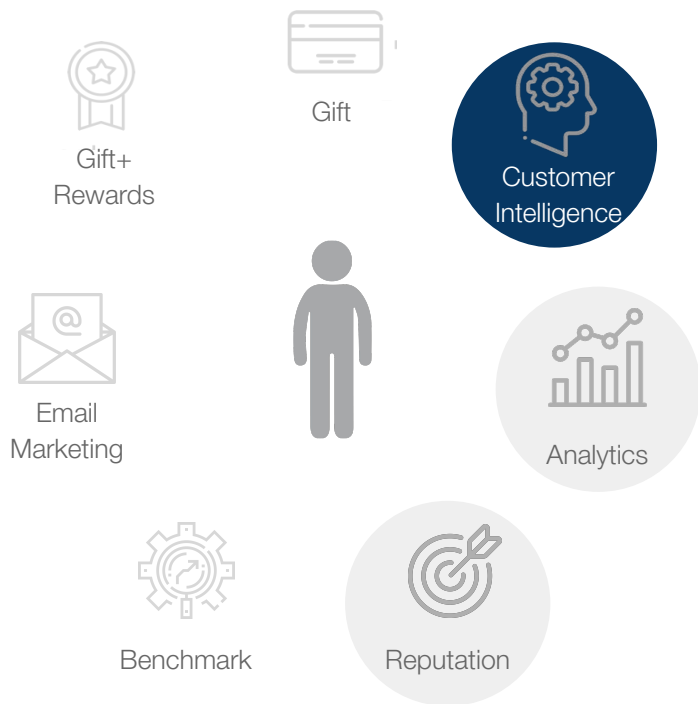 Gift
Gift+
Rewards
Customer
Intelligence
@
Email
Marketing
Analytics
Benchmark
Reputation